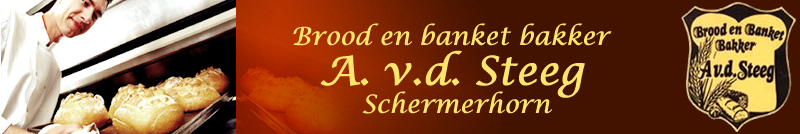 Brood en banket bakker
A. v.d. Steeg
Schermerhorn
Brood en Banket
Bakker
A v.d. Steeg